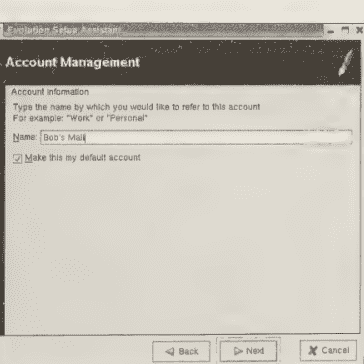 Evolution Setup Assistant
Account Management
Account Information
Type the name by which you would like to refer to this account
For example: "Work" or "Personal"
Name: Bob's Mail
Make this my default account
Back
Next
Cancel